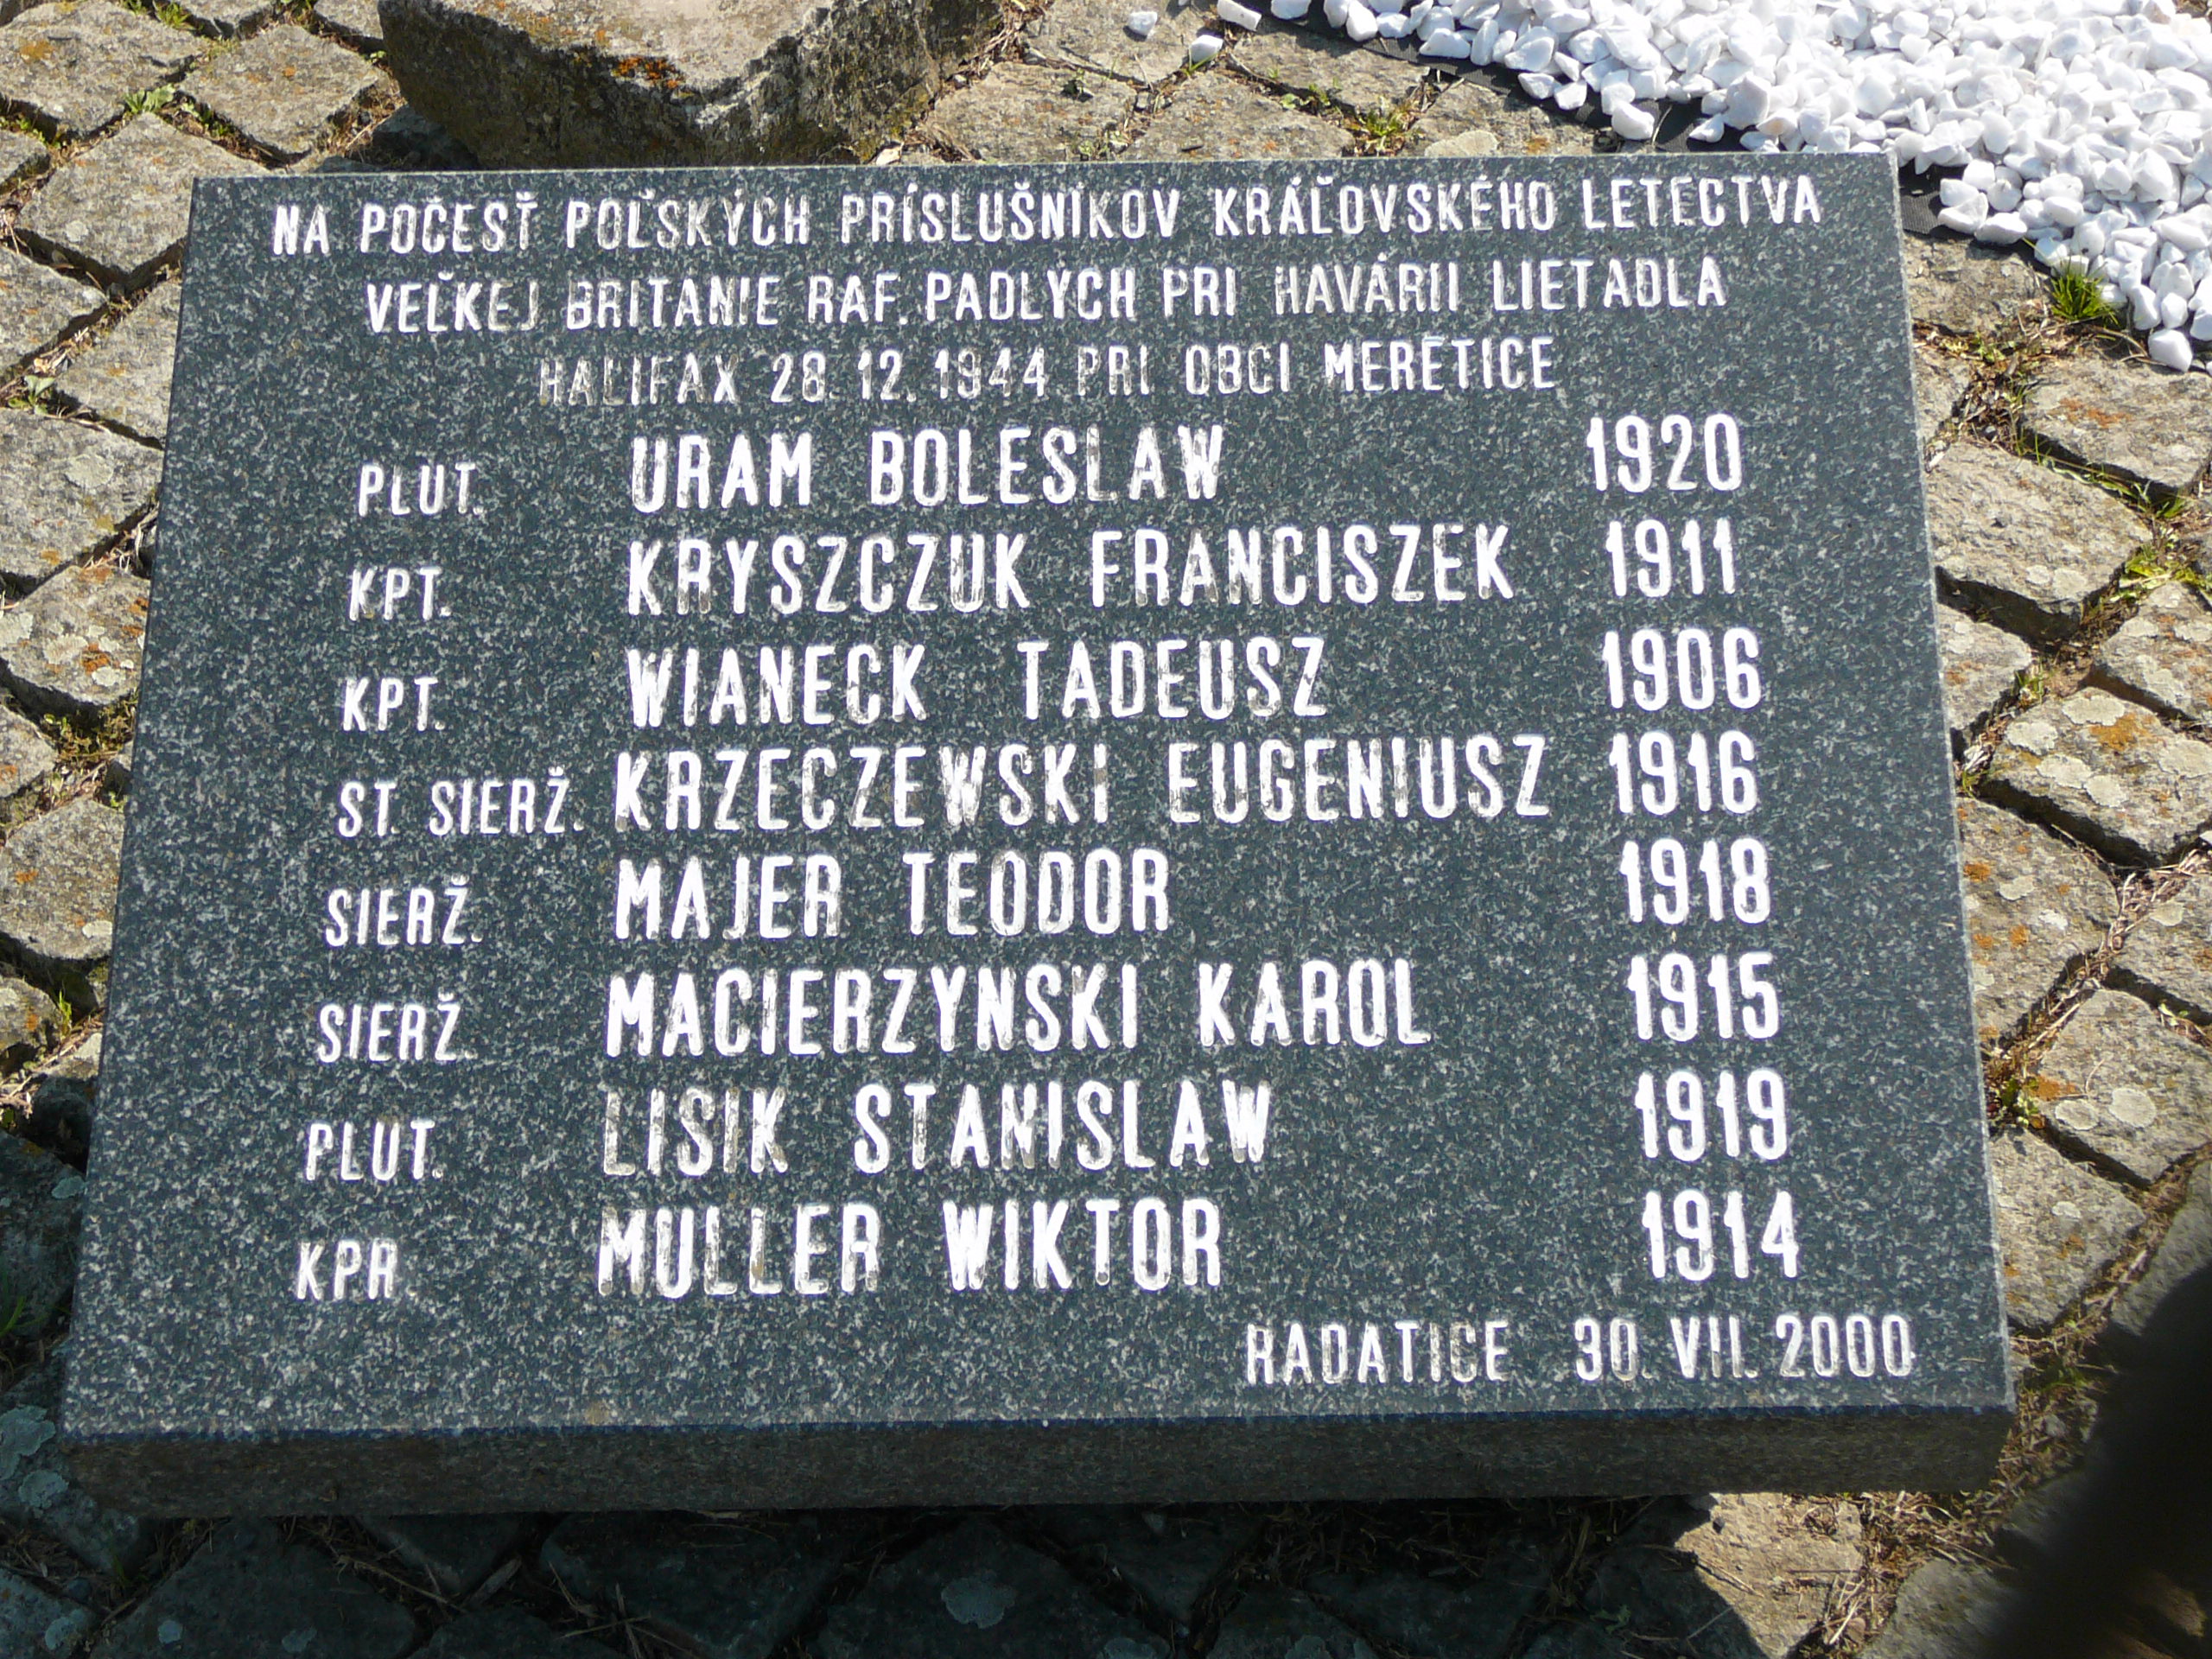 NA POČESŤ POĽSKÝCH PRÍSLUŠNÍKOV KRÁĽOVSKÉHO LETECTVA
VEĽKEJ BRITANIE RAF. PADLÝCH PRI HAVÁRII LIETADLA
HALIFAX 28. 12. 1944 PRI OBCI MERETICE
PLUT. URAM BOLESLAW 1920
KPT. KRYSZCZUK FRANCISZEK 1911
KPT. WIANECK TADEUSZ 1906
ST. SIERŽ. KRZECZEWSKI EUGENIUSZ 1916
SIERŽ. MAJER TEODOR 1918
SIERŽ. MACIERZYNSKI KAROL 1915
PLUT. LISIK STANISLAW 1919
KPR. MULLER WIKTOR 1914
RADATICE 30. VII. 2000